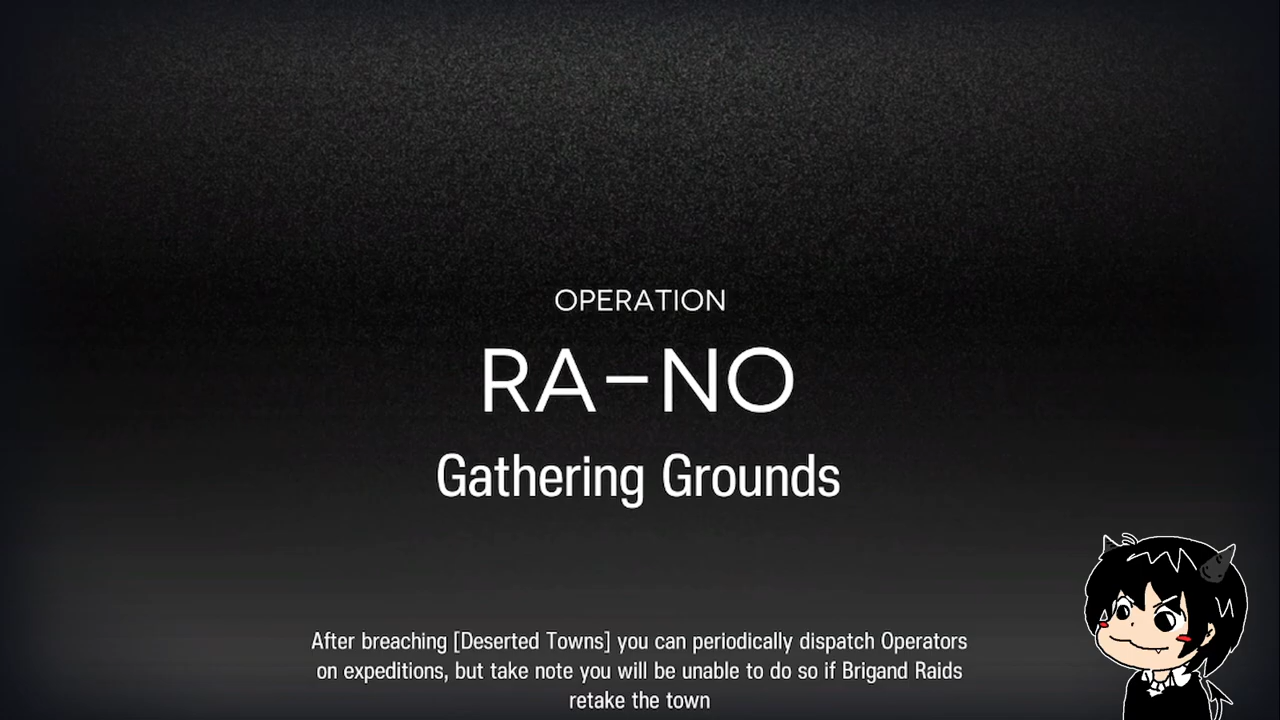 OPERATION
RA-NO
Gathering Grounds
After breaching [Deserted Towns] you can periodically dispatch Operators
on expeditions, but take note you will be unable to do so if Brigand Raids
retake the town